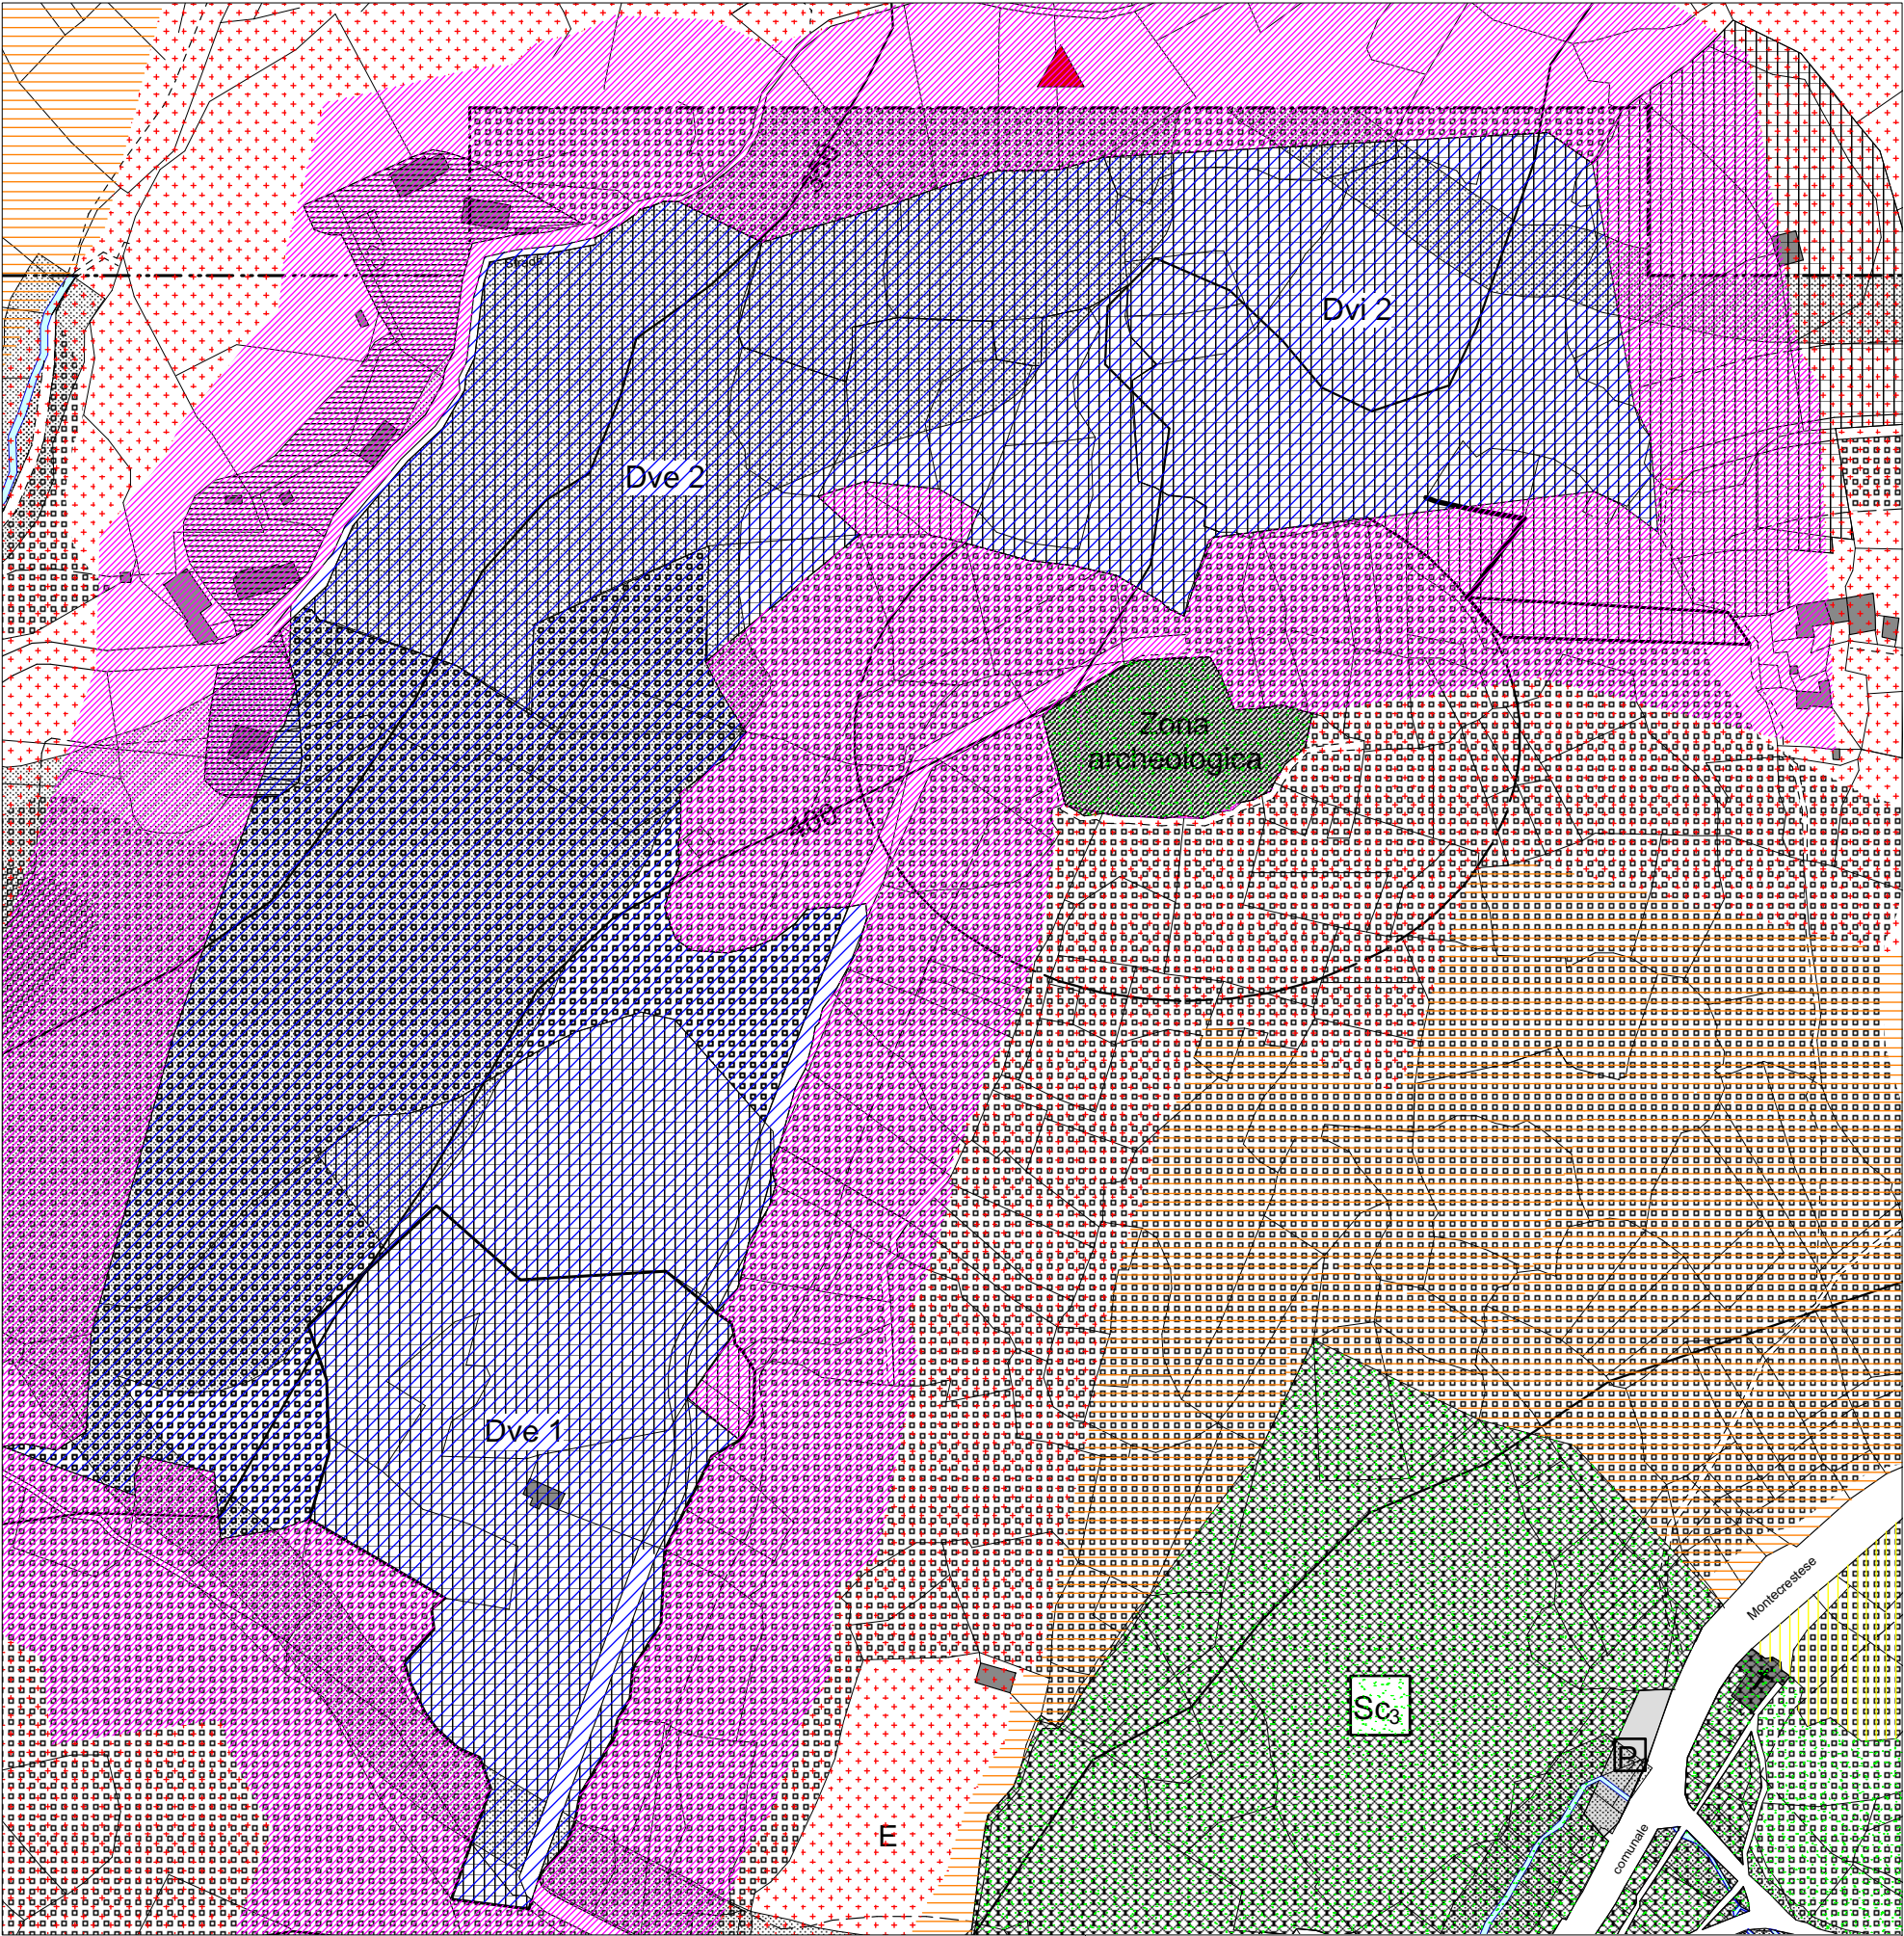 350
Dvi 2
Dve 2
Zona
archeologica
400
Dve 1
Montecrestese
Sc3
P
comunale
E